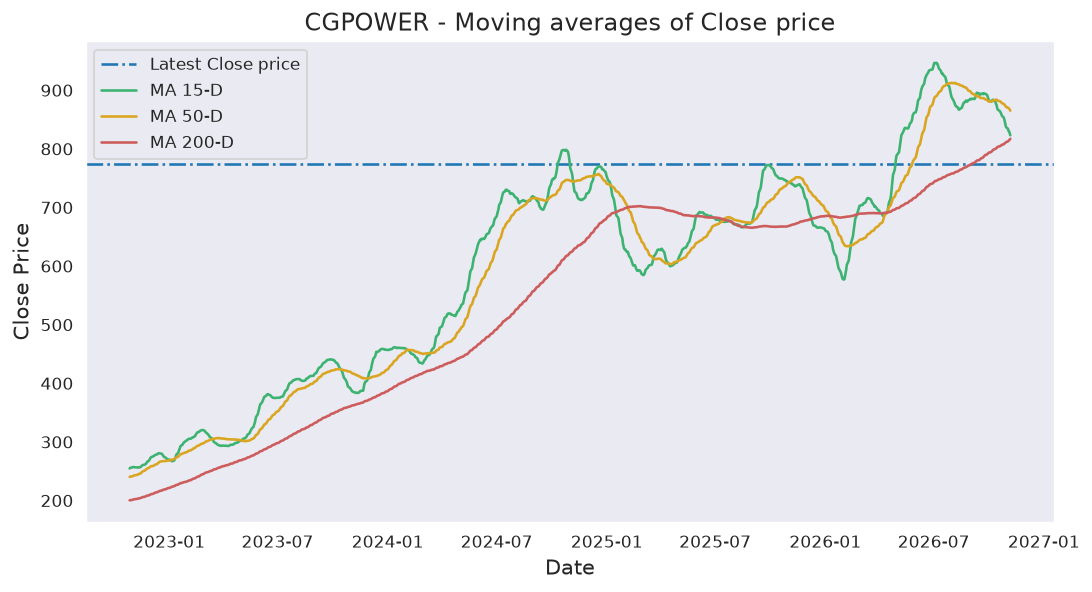 CGPOWER - Moving averages of Close price
Latest Close price
MA 15-D
MA 50-D
MA 200-D
Close Price
900
800
700
600
500
400
300
200
2023-01
2023-07
2024-01
2024-07
2025-01
2025-07
2026-01
2026-07
2027-01
Date